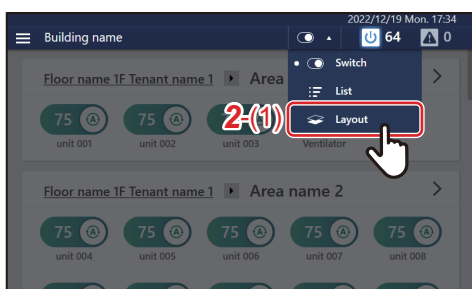 2022/12/19 Mon. 17:34
Building name
64
0
Switch
List
Layout
2-(1)
Floor name 1F Tenant name 1
Area
75
75
unit 001
unit 002
unit 003
Ventilator
Floor name 1F Tenant name 1
Area name 2
75
75
75
75
75
unit 004
unit 005
unit 006
unit 007
unit 008